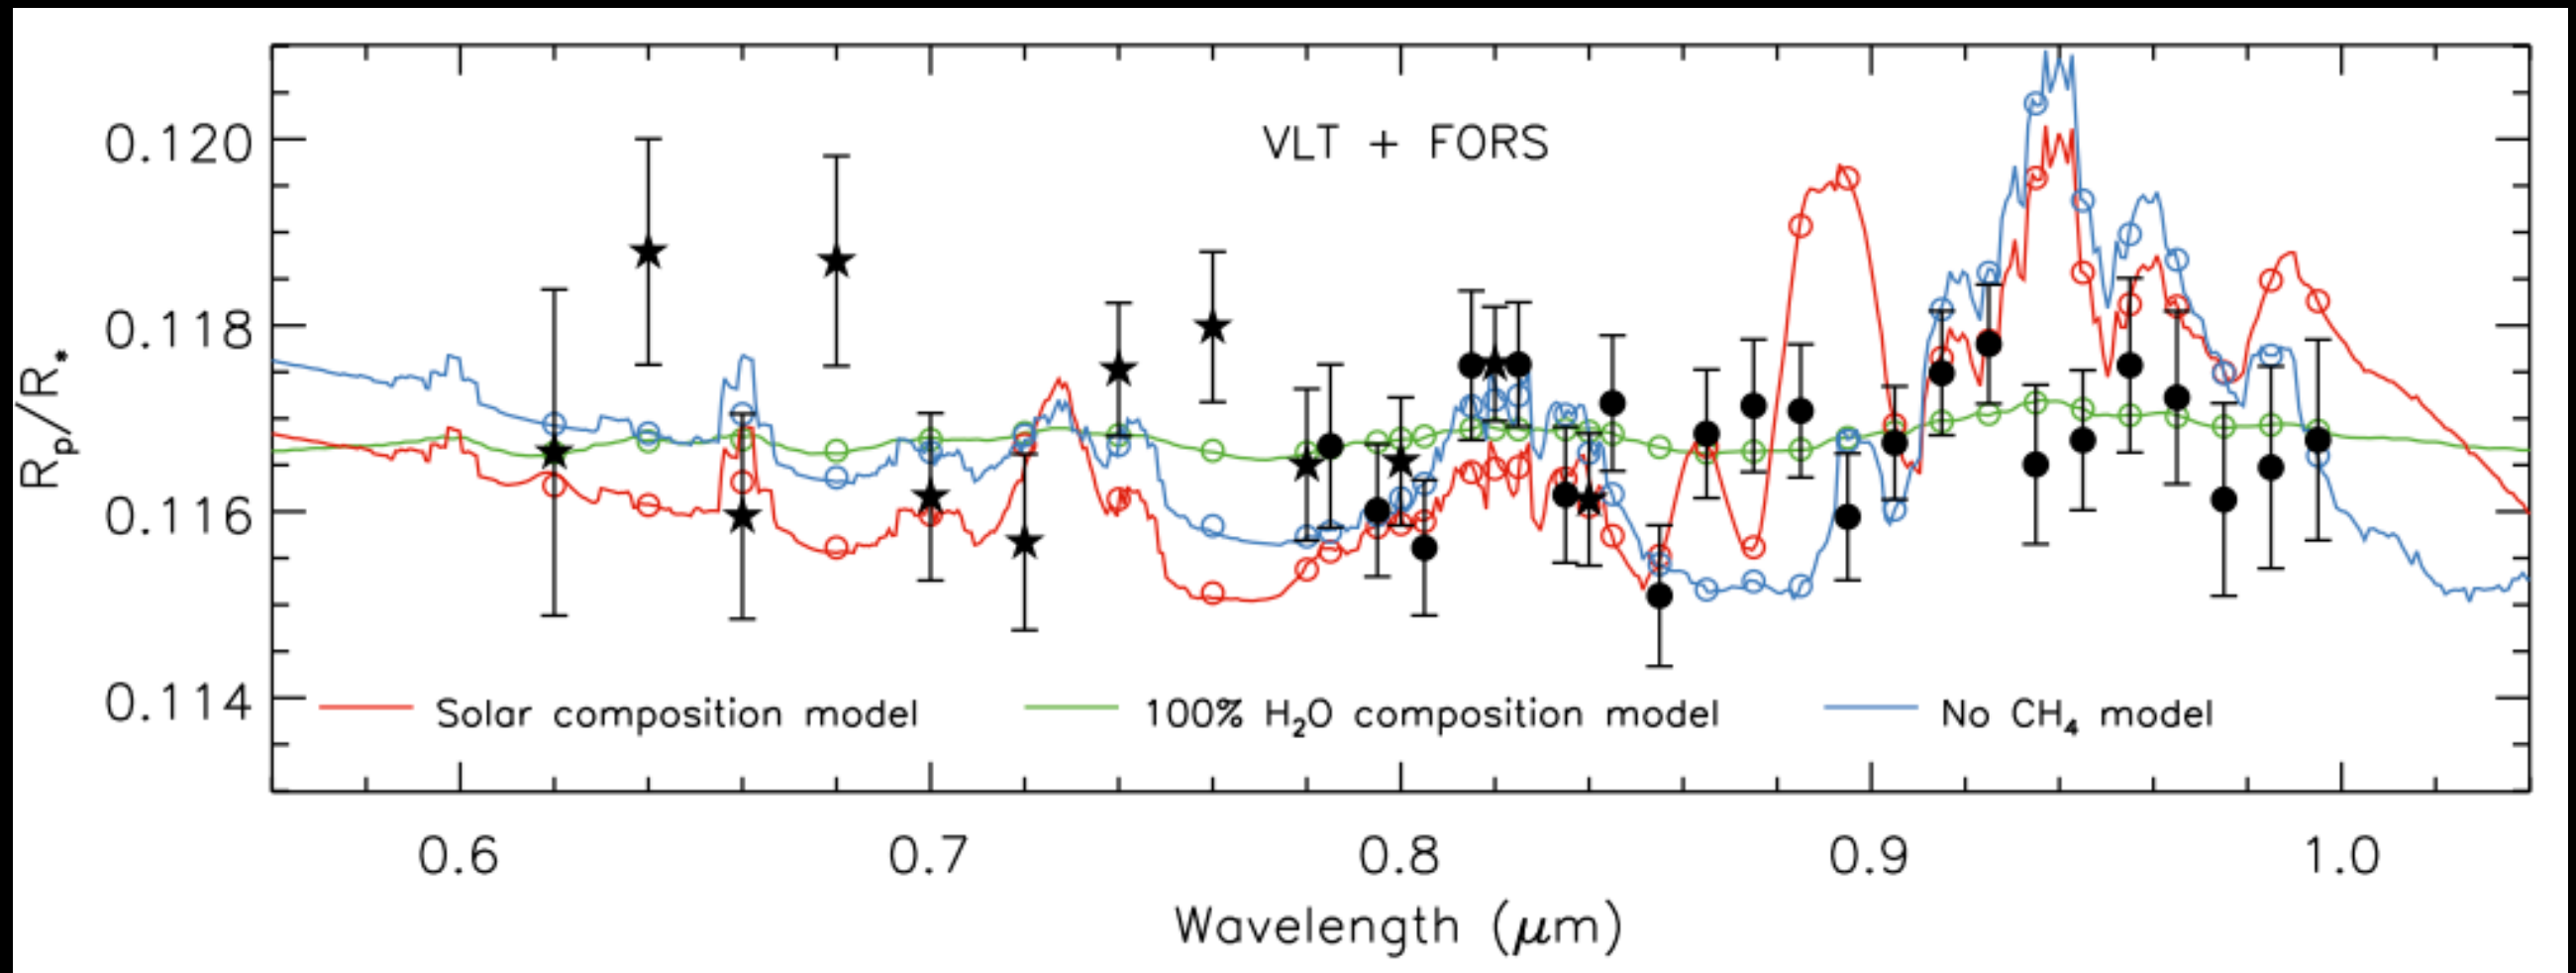 VLT + FORS
0.120
0.118
0.116
0.114
Rp/R*
Solar composition model
100% H₂O composition model
No CH₄ model
0.6 0.7 0.8 0.9 1.0
Wavelength (μm)